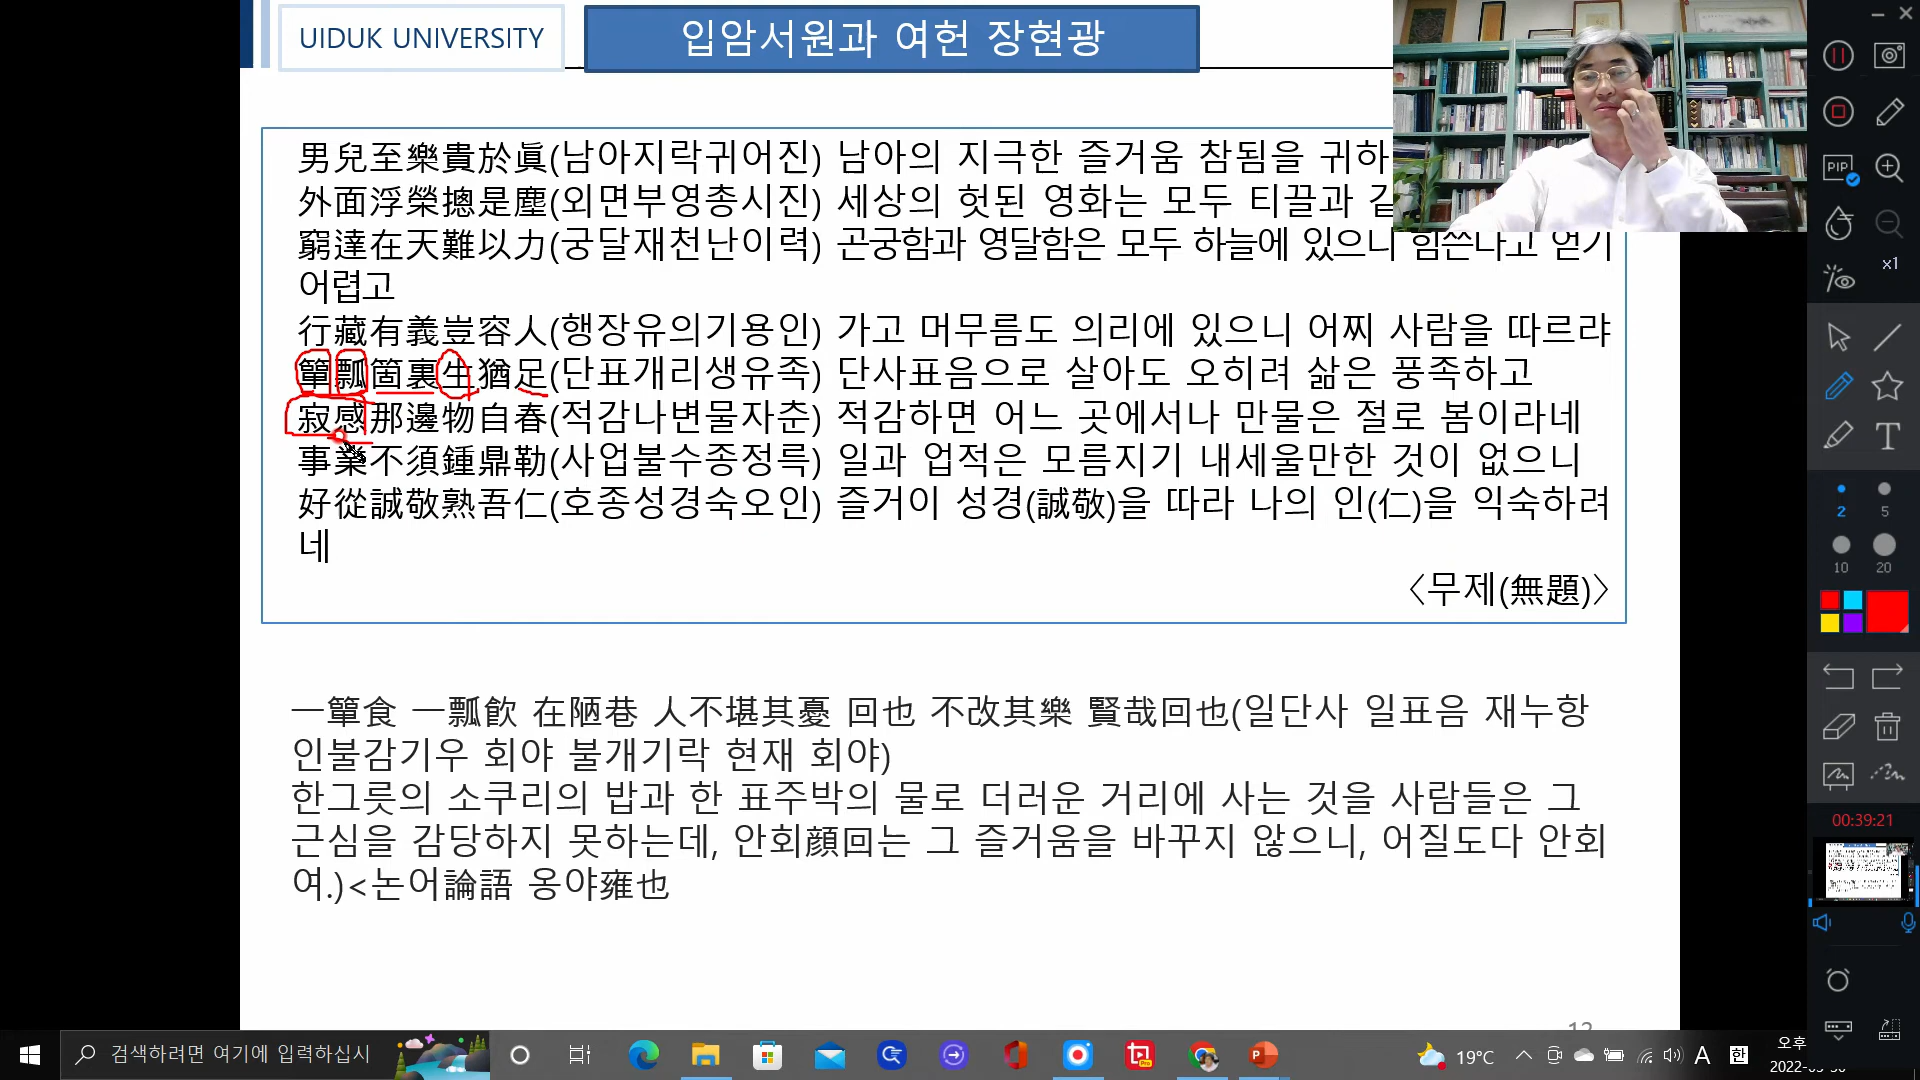 UIDUK UNIVERSITY
입암서원과 여헌 장현광
男兒至樂貴於眞(남아지락귀어진) 남아의 지극한 즐거움 참됨을 귀하
外面浮榮摠是塵(외면부영총시진) 세상의 헛된 영화는 모두 티끌과 같
窮達在天難以力(궁달재천난이력) 곤궁함과 영달함은 모두 하늘에 있으니 힘쓴다고 얻기
어렵고
行藏有義豈容人(행장유의기용인) 가고 머무름도 의리에 있으니 어찌 사람을 따르랴
簞瓢箇裏生猶足(단표개리생유족) 단사표음으로 살아도 오히려 삶은 풍족하고
寂感那邊物自春(적감나변물자춘) 적감하면 어느 곳에서나 만물은 절로 봄이라네
事業不須鍾鼎勒(사업불수종정륵) 일과 업적은 모름지기 내세울만한 것이 없으니
好從誠敬熟吾仁(호종성경숙오인) 즐거이 성경(誠敬)을 따라 나의 인(仁)을 익숙하려
네
〈무제(無題)〉
一簞食 一瓢飮 在陋巷 人不堪其憂 回也 不改其樂 賢哉回也(일단사 일표음 재누항
인불감기우 회야 불개기락 현재 회야)
한그릇의 소쿠리의 밥과 한 표주박의 물로 더러운 거리에 사는 것을 사람들은 그
근심을 감당하지 못하는데, 안회顔回는 그 즐거움을 바꾸지 않으니, 어질도다 안회
여.)<논어論語 옹야雍也
PIP
x1
T
2
5
10
20
00:39:21
검색하려면 여기에 입력하십시
19°C
A
한
오후